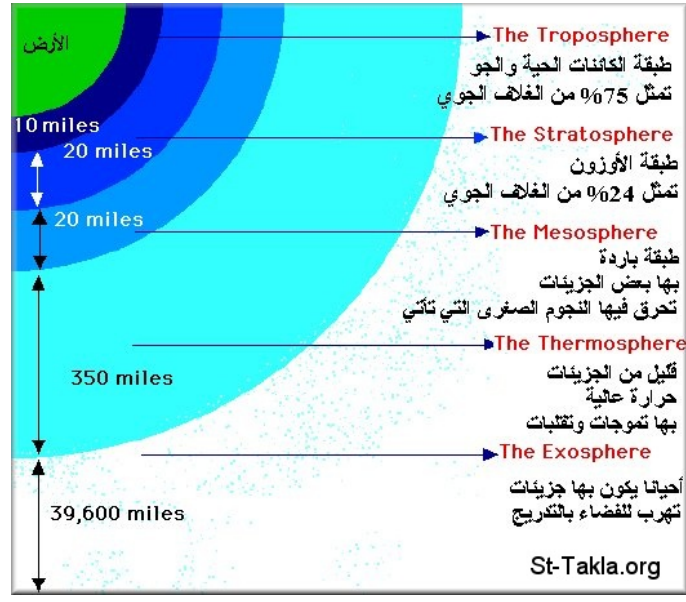 الأرض
The Troposphere
طبقة الكائنات الحية والجو
تمثل 75% من الغلاف الجوي
10 miles
The Stratosphere
20 miles
طبقة الأوزون
تمثل 24% من الغلاف الجوي
20 miles
The Mesosphere
طبقة باردة
بها بعض الجزيئات
تحرق فيها النجوم الصغرى التي تأتي
The Thermosphere
350 miles
قليل من الجزيئات
حرارة عالية
بها تموجات وتقلبات
The Exosphere
أحيانا يكون بها جزيئات
39,600 miles
تهرب للفضاء بالتدريج
St-Takla.org